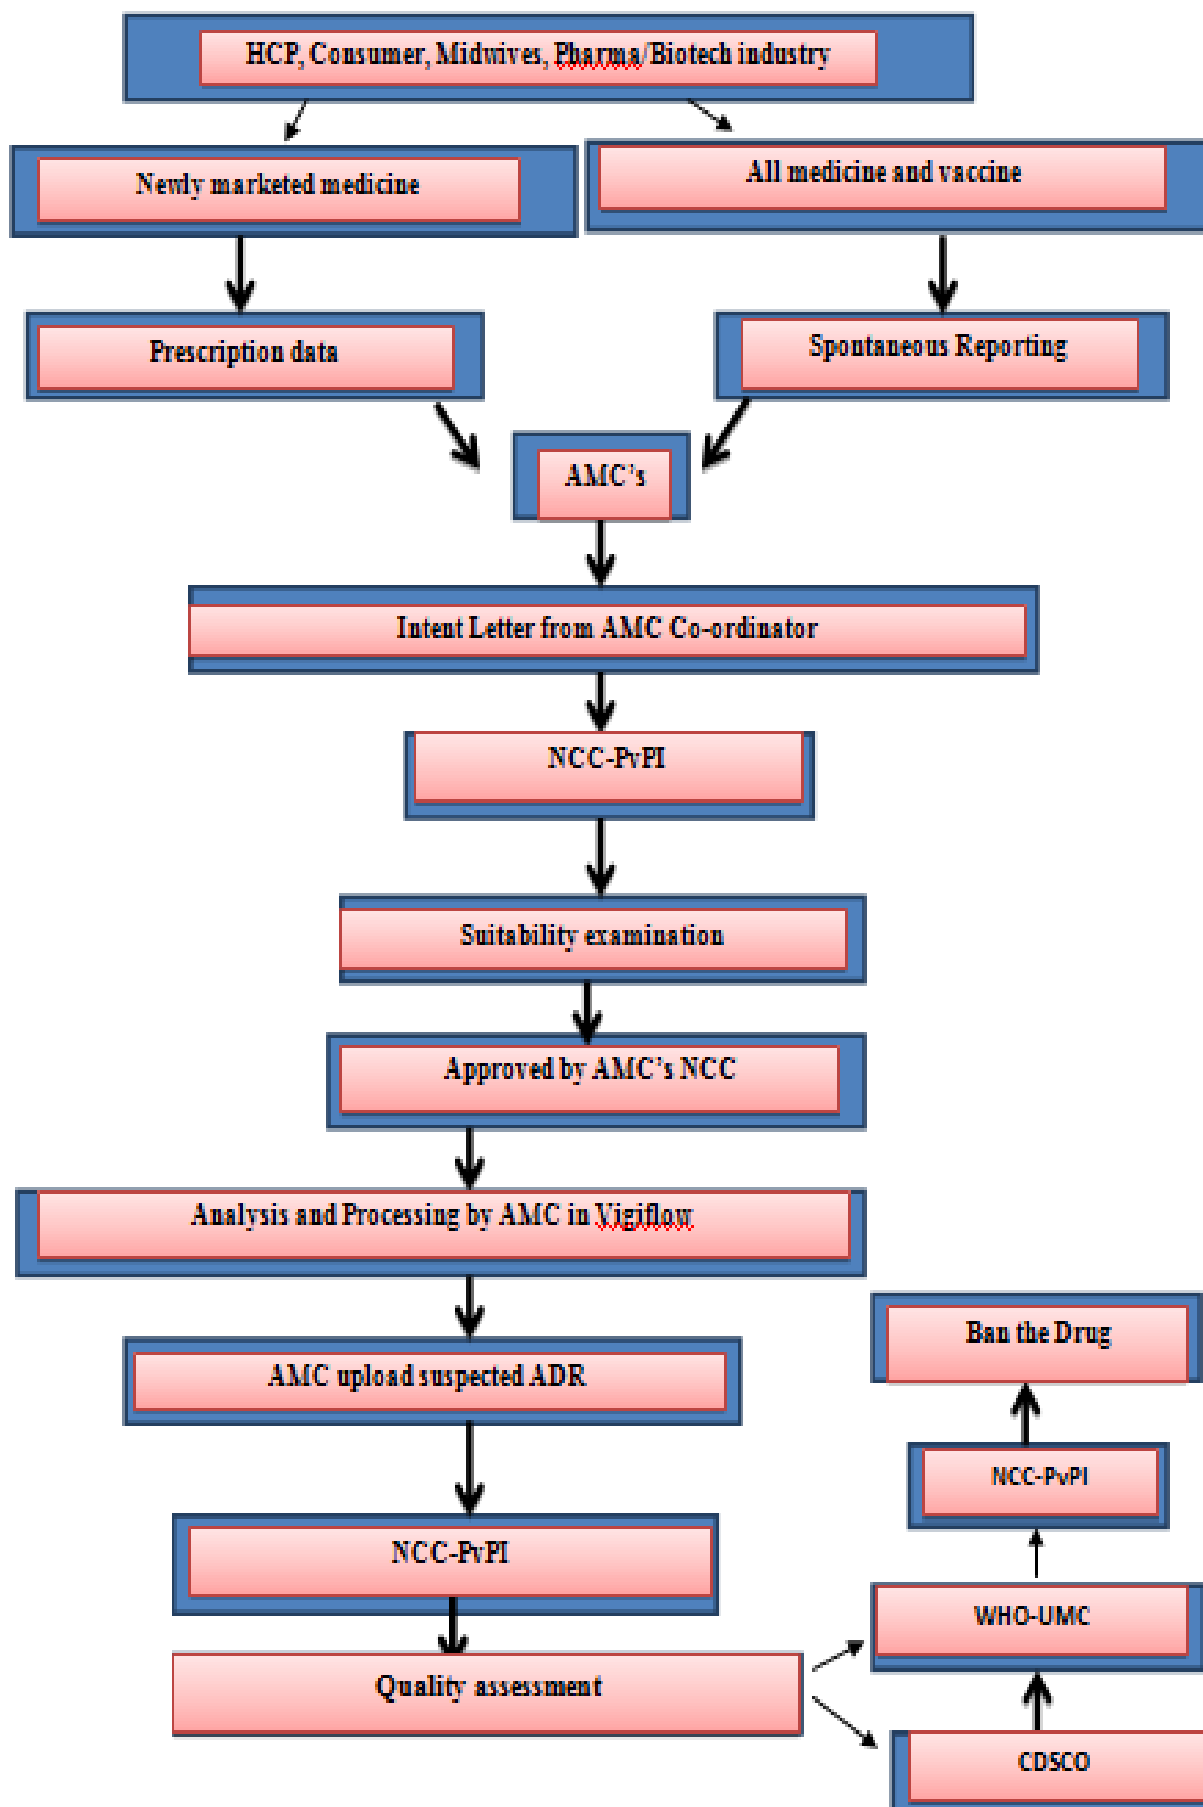 HCP, Consumer, Midwives, Pharma/Biotech industry
Newly marketed medicine
All medicine and vaccine
Prescription data
Spontaneous Reporting
AMC's
Intent Letter from AMC Co-ordinator
NCC-PvPI
Suitability examination
Approved by AMC's NCC
Analysis and Processing by AMC in Vigiflow
AMC upload suspected ADR
NCC-PvPI
Quality assessment
CDSCO
WHO-UMC
NCC-PvPI
Ban the Drug